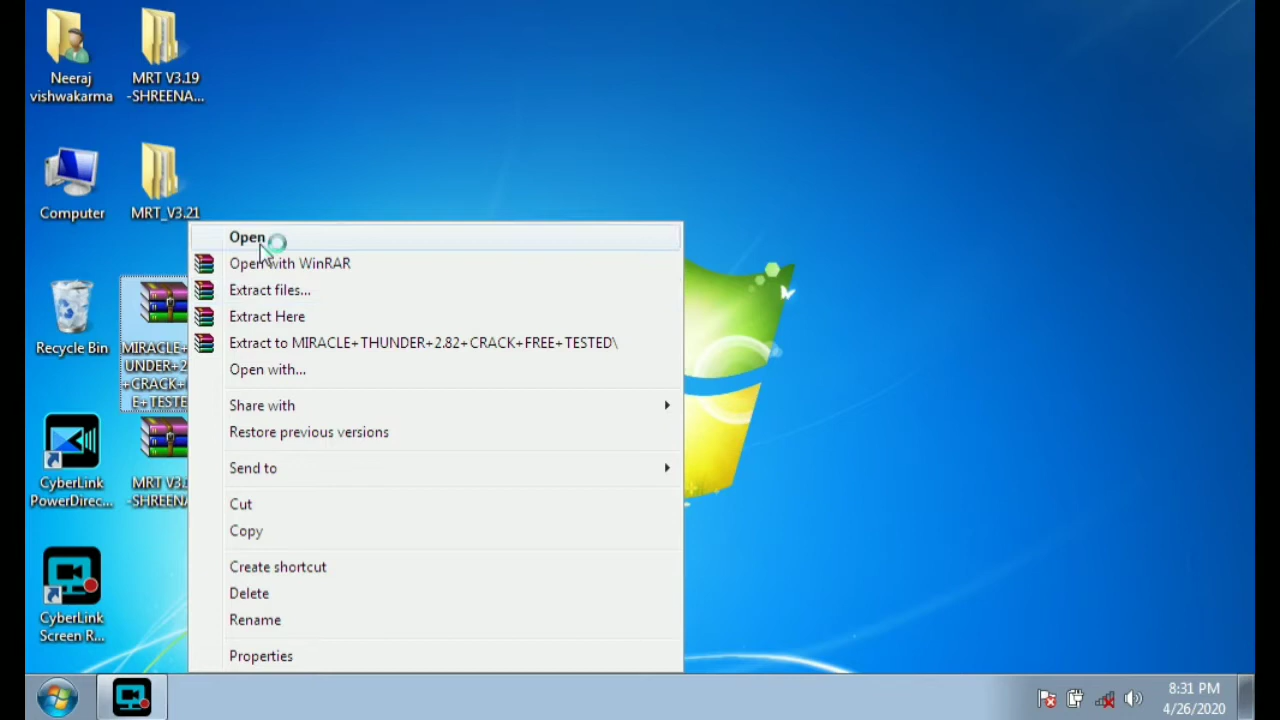 Neeraj
vishwakarma
MRT V3.19
-SHREENA...
Computer
MRT_V3.21
Recycle Bin
MIRACLE+
UNDER+2
+CRACK+
E+TESTE
CyberLink
PowerDirec...
MRT V3.
-SHREENA
CyberLink
Screen R...
Open
Open with WinRAR
Extract files...
Extract Here
Extract to MIRACLE+THUNDER+2.82+CRACK+FREE+TESTED\
Open with...
Share with
Restore previous versions
Send to
Cut
Copy
Create shortcut
Delete
Rename
Properties
8:31 PM
4/26/2020